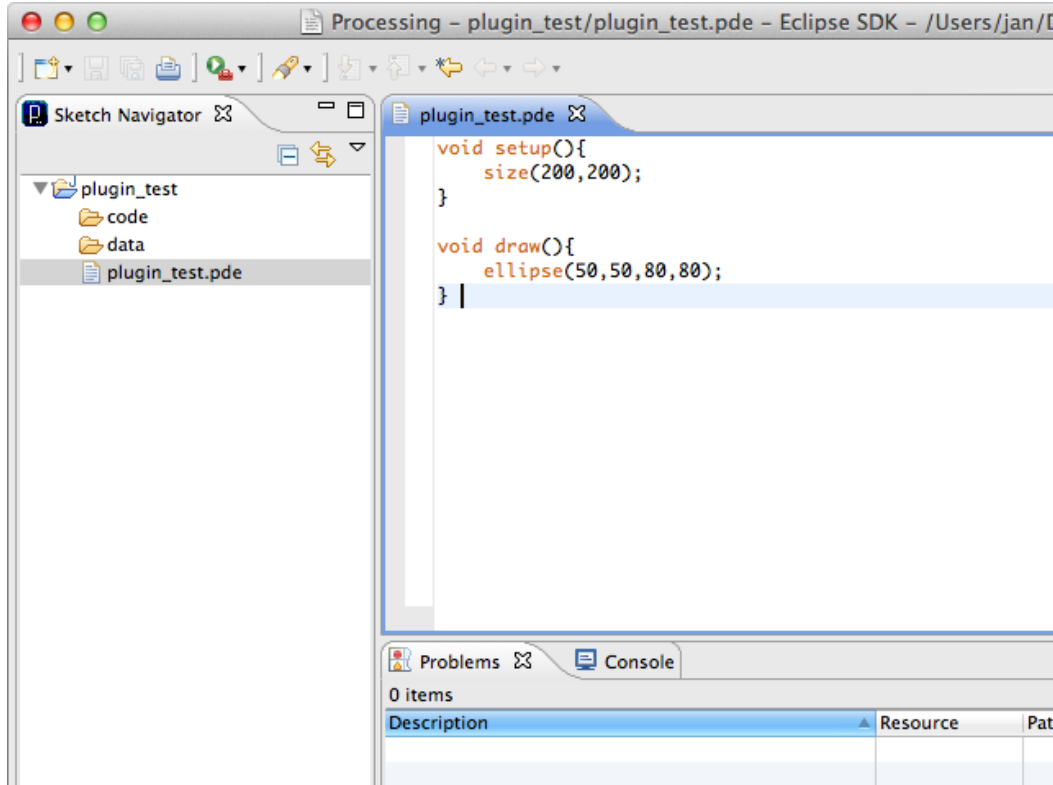 Processing – plugin_test/plugin_test.pde – Eclipse SDK – /Users/jan/D
Sketch Navigator
plugin_test
code
data
plugin_test.pde
plugin_test.pde
void setup(){
    size(200,200);
}
void draw(){
    ellipse(50,50,80,80);
}
Problems
Console
0 items
Description
Resource
Pat